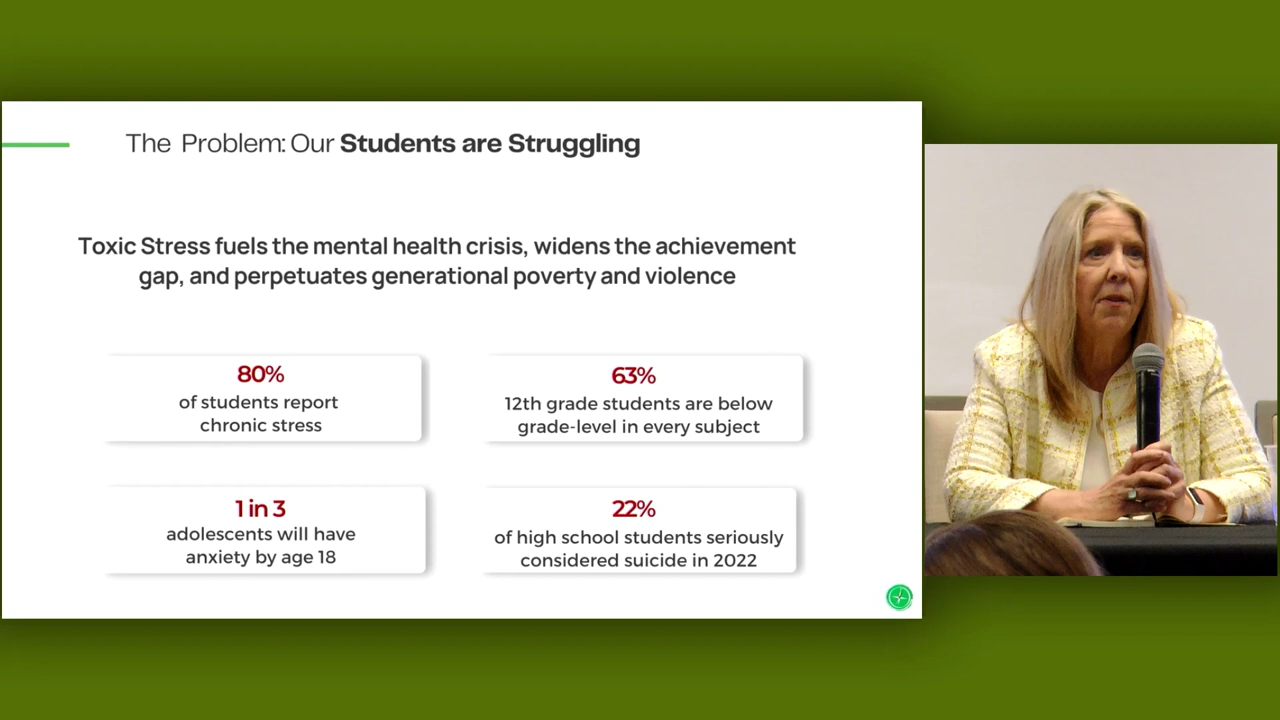 The Problem: Our Students are Struggling
Toxic Stress fuels the mental health crisis, widens the achievement
gap, and perpetuates generational poverty and violence
80%
of students report
chronic stress
63%
12th grade students are below
grade-level in every subject
1 in 3
adolescents will have
anxiety by age 18
22%
of high school students seriously
considered suicide in 2022